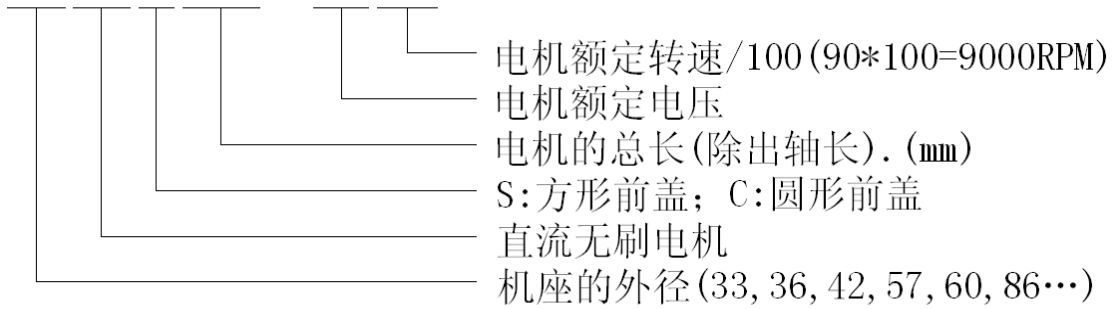 电机额定转速/100(90*100=9000RPM)
电机额定电压
电机的总长(除出轴长).(mm)
S:方形前盖; C:圆形前盖
直流无刷电机
机座的外径(33,36,42,57,60,86…)